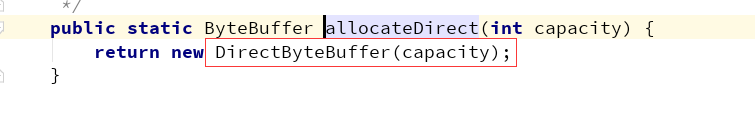 */
public static ByteBuffer allocateDirect(int capacity) {
return new DirectByteBuffer(capacity);
}